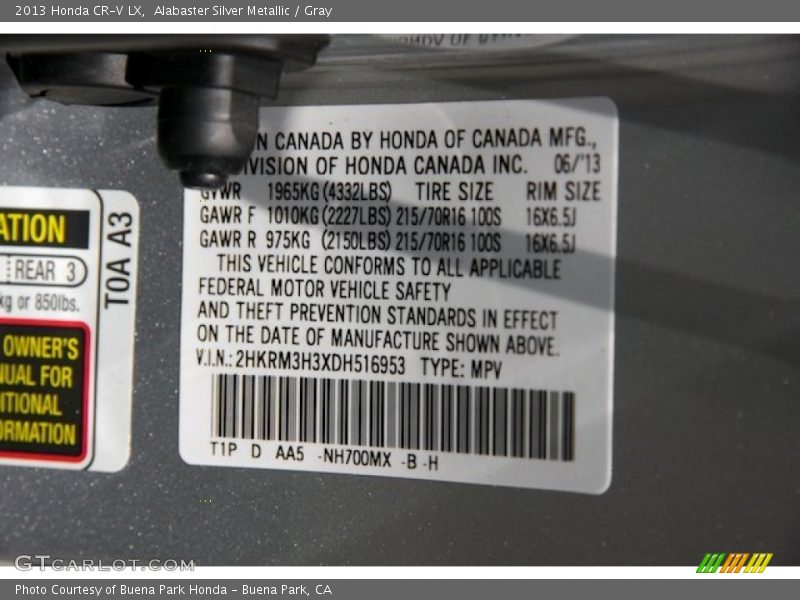 2013 Honda CR-V LX,  Alabaster Silver Metallic / Gray
N CANADA BY HONDA OF CANADA MFG.,
DIVISION OF HONDA CANADA INC. 06/'13
GVWR 1965KG (4332LBS) TIRE SIZE RIM SIZE
GAWR F 1010KG (2227LBS) 215/70R16 100S 16X6.5J
GAWR R 975KG (2150LBS) 215/70R16 100S 16X6.5J
THIS VEHICLE CONFORMS TO ALL APPLICABLE
FEDERAL MOTOR VEHICLE SAFETY
AND THEFT PREVENTION STANDARDS IN EFFECT
ON THE DATE OF MANUFACTURE SHOWN ABOVE.
V.I.N.: 2HKRM3H3XDH516953 TYPE: MPV
T1P D AA5 -NH700MX -B -H
ATION
REAR 3
kg or 850lbs.
OWNER'S
NUAL FOR
ITIONAL
ORMATION
T0A A3
GTCARLOT.COM
Photo Courtesy of Buena Park Honda - Buena Park, CA